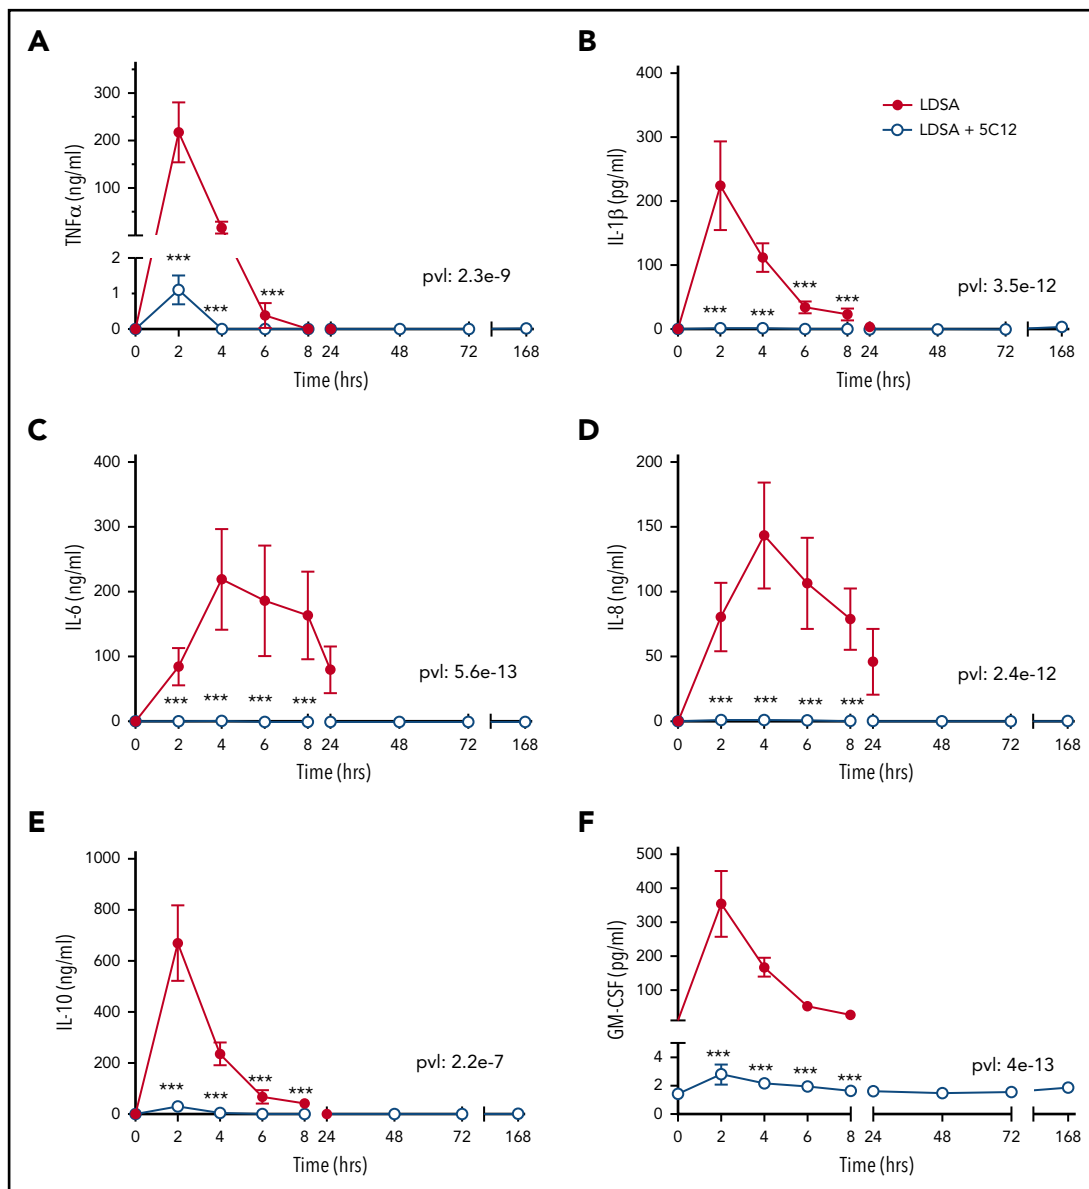 A
TNFα (ng/ml)
300
200
100
2
1
0
***
***
***
pvl: 2.3e-9
0 2 4 6 8 24 48 72 168
Time (hrs)
B
IL-1β (pg/ml)
400
300
200
100
0
LDSA
LDSA + 5C12
*** *** *** ***
pvl: 3.5e-12
0 2 4 6 8 24 48 72 168
Time (hrs)
C
IL-6 (ng/ml)
400
300
200
100
0
*** *** *** ***
pvl: 5.6e-13
0 2 4 6 8 24 48 72 168
Time (hrs)
D
IL-8 (ng/ml)
200
150
100
50
0
*** *** *** ***
pvl: 2.4e-12
0 2 4 6 8 24 48 72 168
Time (hrs)
E
IL-10 (ng/ml)
1000
800
600
400
200
0
*** *** *** ***
pvl: 2.2e-7
0 2 4 6 8 24 48 72 168
Time (hrs)
F
GM-CSF (pg/ml)
500
400
300
200
100
4
2
0
*** *** *** ***
pvl: 4e-13
0 2 4 6 8 24 48 72 168
Time (hrs)